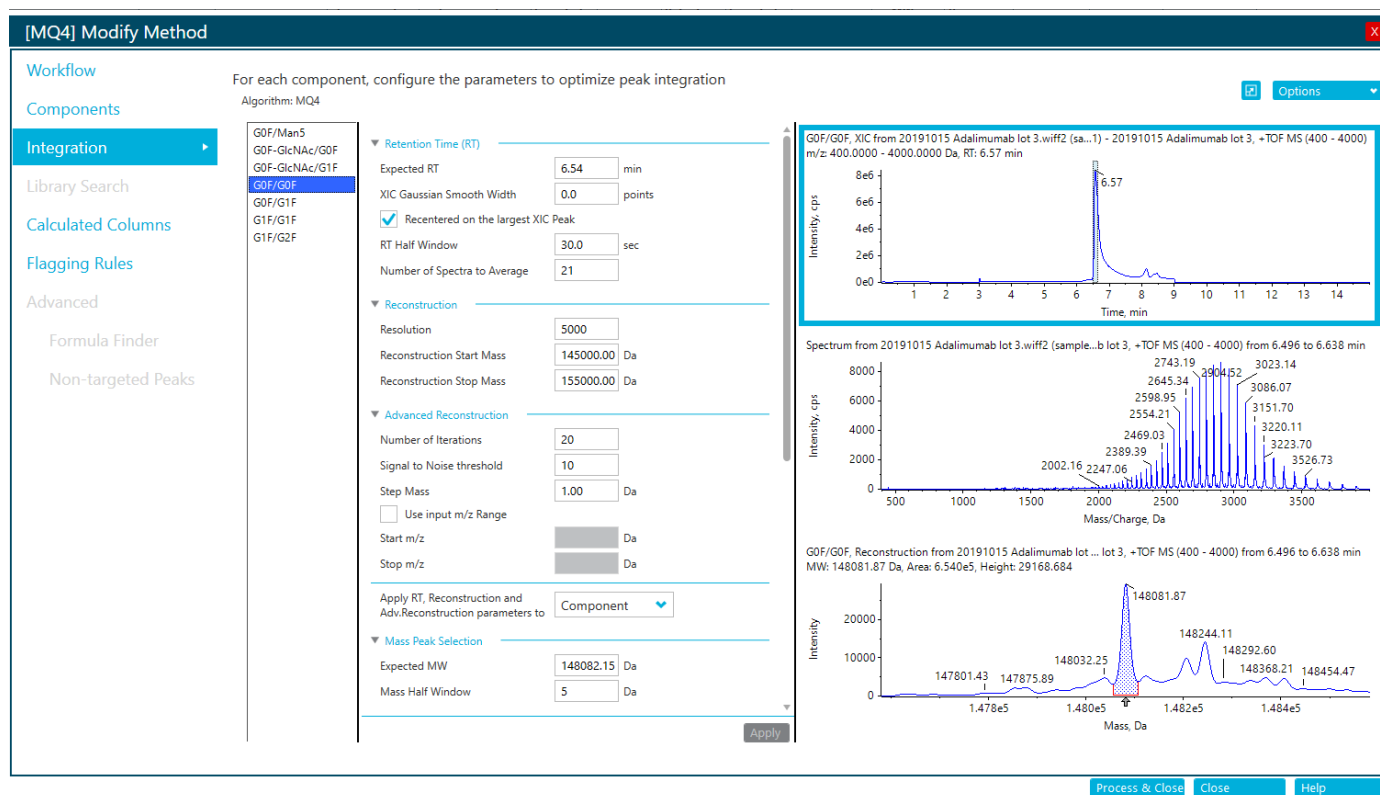 [MQ4] Modify Method
X
Workflow
Components
Integration
Library Search
Calculated Columns
Flagging Rules
Advanced
Formula Finder
Non-targeted Peaks
For each component, configure the parameters to optimize peak integration
Algorithm: MQ4
Options
G0F/Man5
G0F-GlcNAc/G0F
G0F-GlcNAc/G1F
G0F/G0F
G0F/G1F
G1F/G1F
G1F/G2F
Retention Time (RT)
Expected RT 6.54 min
XIC Gaussian Smooth Width 0.0 points
Recentered on the largest XIC Peak
RT Half Window 30.0 sec
Number of Spectra to Average 21
Reconstruction
Resolution 5000
Reconstruction Start Mass 145000.00 Da
Reconstruction Stop Mass 155000.00 Da
Advanced Reconstruction
Number of Iterations 20
Signal to Noise threshold 10
Step Mass 1.00 Da
Use input m/z Range
Start m/z Da
Stop m/z Da
Apply RT, Reconstruction and
Adv.Reconstruction parameters to Component
Mass Peak Selection
Expected MW 148082.15 Da
Mass Half Window 5 Da
Apply
G0F/G0F, XIC from 20191015 Adalimumab lot 3.wiff2 (sa...1) - 20191015 Adalimumab lot 3, +TOF MS (400 - 4000)
m/z: 400.0000 - 4000.0000 Da, RT: 6.57 min
Intensity, cps
8e6
6e6
4e6
2e6
0e0
6.57
1 2 3 4 5 6 7 8 9 10 11 12 13 14
Time, min
Spectrum from 20191015 Adalimumab lot 3.wiff2 (sample...b lot 3, +TOF MS (400 - 4000) from 6.496 to 6.638 min
Intensity, cps
8000
6000
4000
2000
0
2743.19
2904.52
3023.14
2645.34
3086.07
2598.95
3151.70
2554.21
3220.11
2469.03
3223.70
2389.39
3526.73
2002.16
2247.06
500 1000 1500 2000 2500 3000 3500
Mass/Charge, Da
G0F/G0F, Reconstruction from 20191015 Adalimumab lot ... lot 3, +TOF MS (400 - 4000) from 6.496 to 6.638 min
MW: 148081.87 Da, Area: 6.540e5, Height: 29168.684
Intensity
20000
10000
0
148081.87
148244.11
148292.60
148032.25
148368.21
148454.47
147801.43
147875.89
1.478e5 1.480e5 1.482e5 1.484e5
Mass, Da
Process & Close
Close
Help